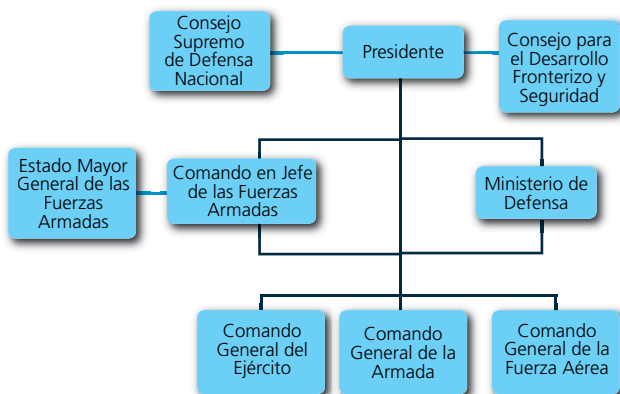 Consejo
Supremo
de Defensa
Nacional
Presidente
Consejo para
el Desarrollo
Fronterizo y
Seguridad
Estado Mayor
General de las
Fuerzas
Armadas
Comando en Jefe
de las Fuerzas
Armadas
Ministerio de
Defensa
Comando
General del
Ejército
Comando
General de la
Armada
Comando
General de la
Fuerza Aérea